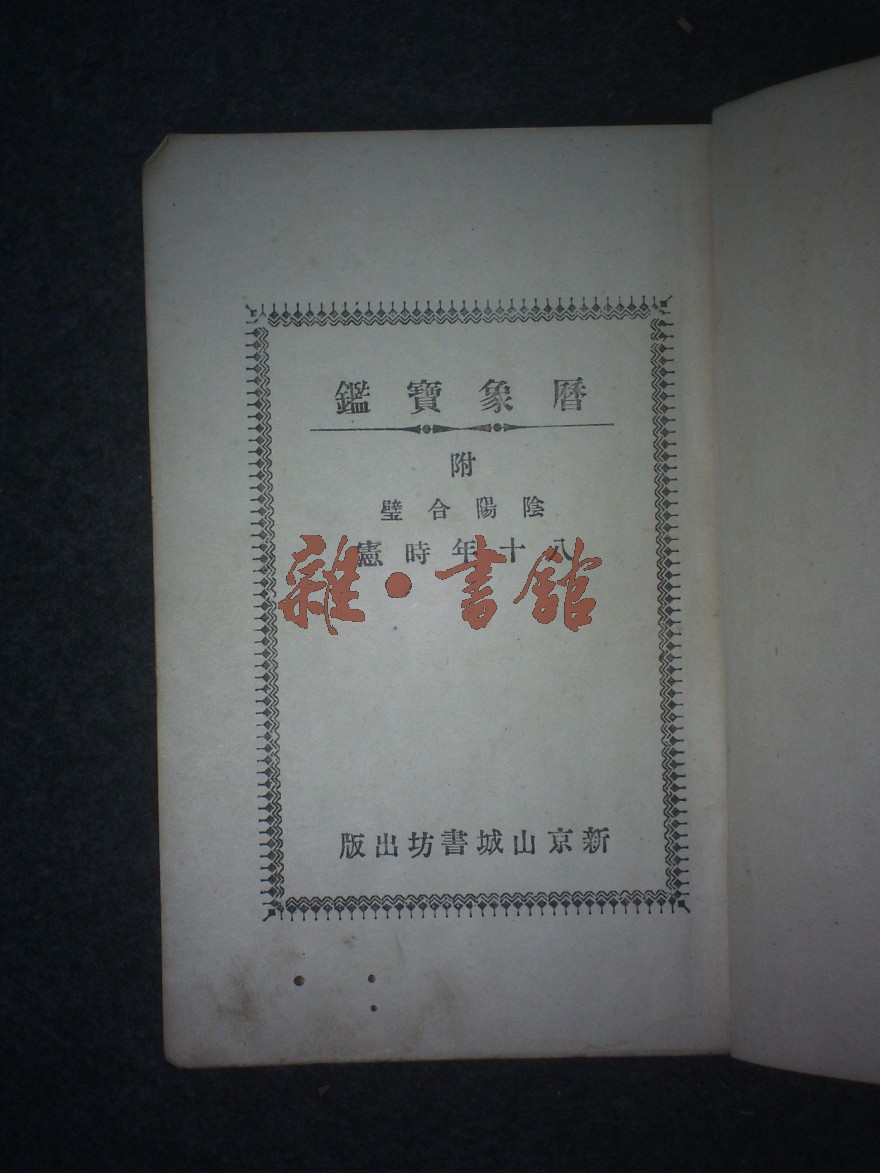 曆象寶鑑
附
陰陽合璧
八十年時憲
雜·書館
新京山城書坊出版